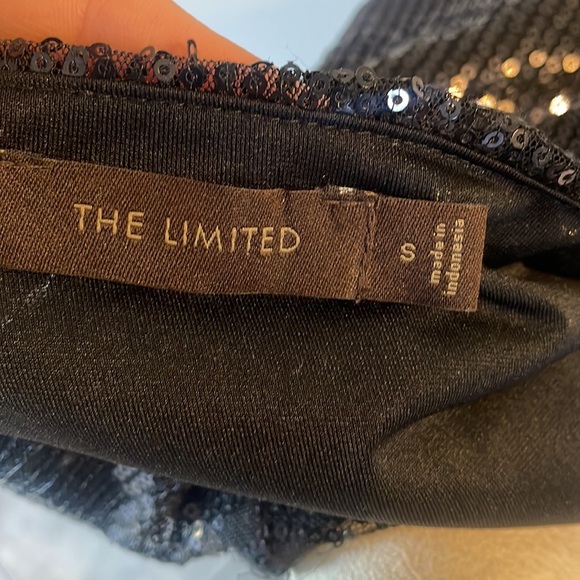 THE LIMITED
S
made in
indonesia